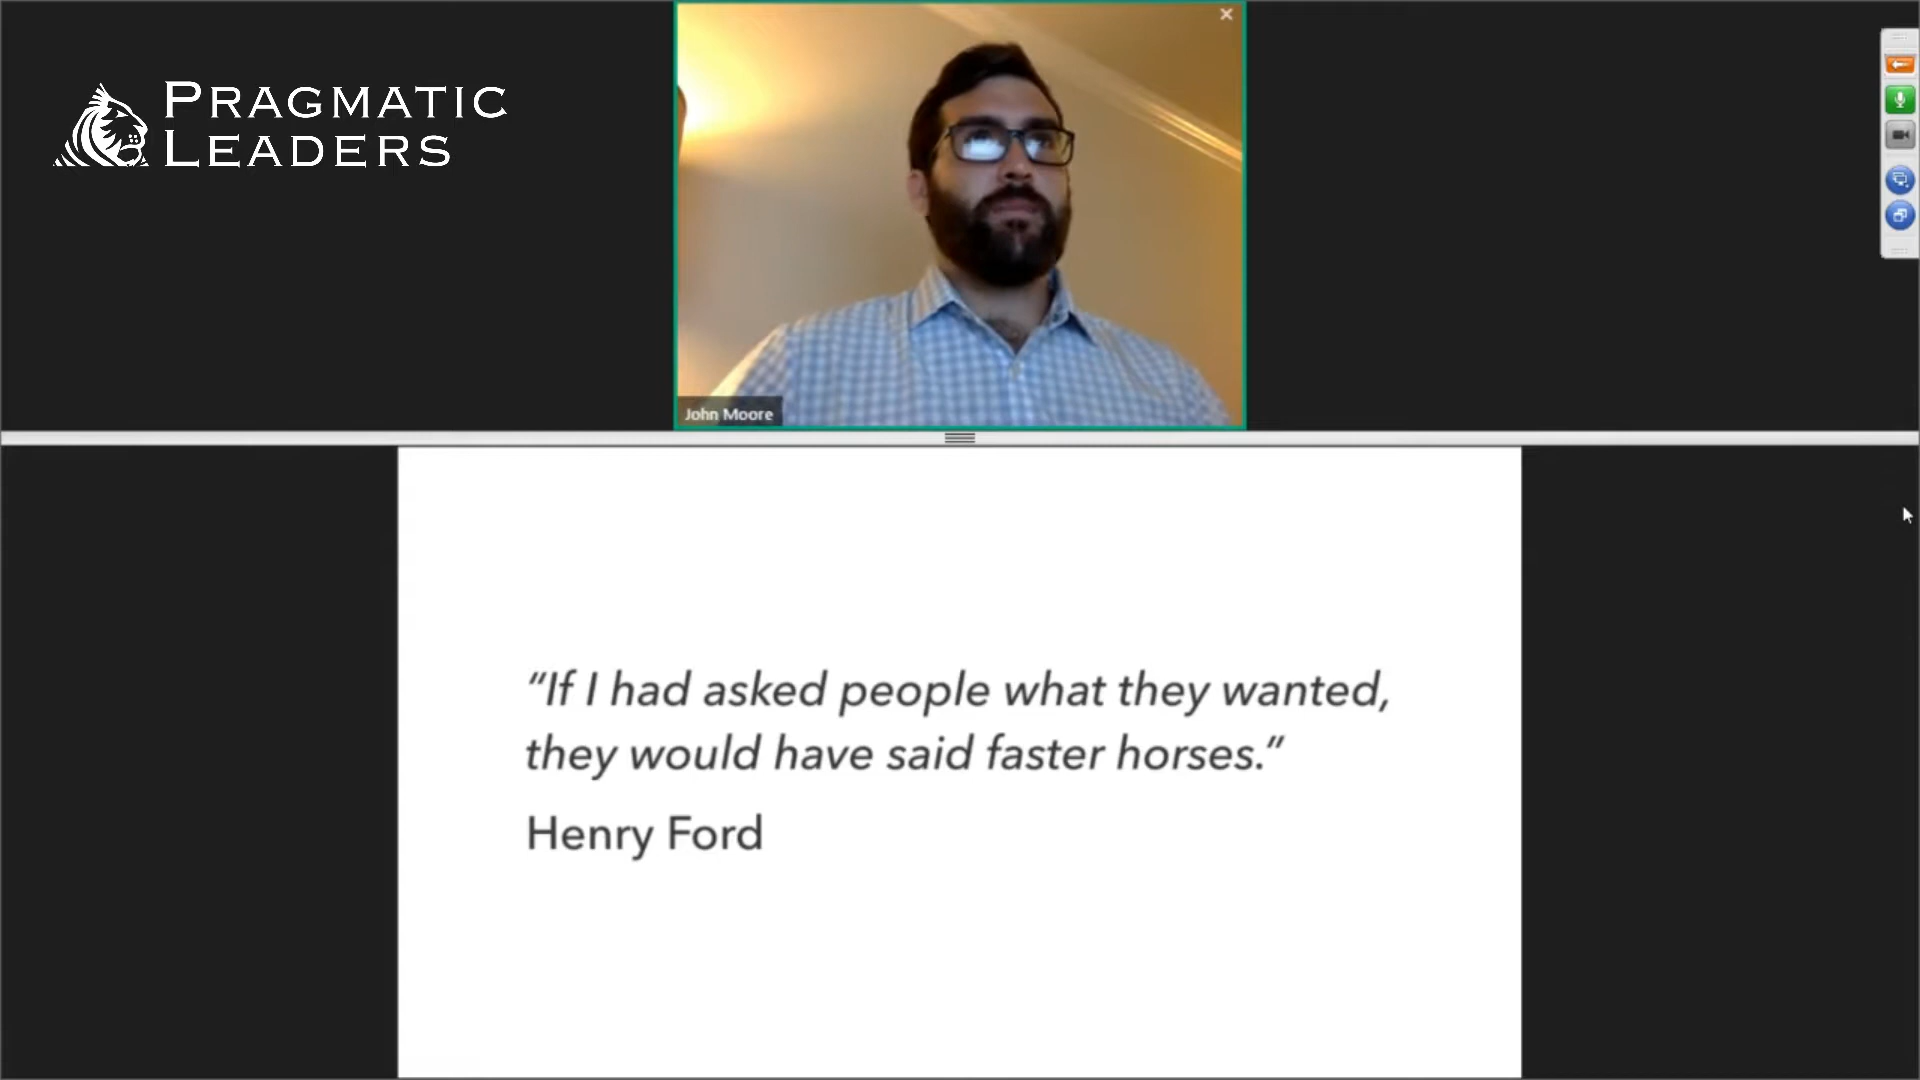 PRAGMATIC
LEADERS
John Moore
“If I had asked people what they wanted,
they would have said faster horses.”
Henry Ford